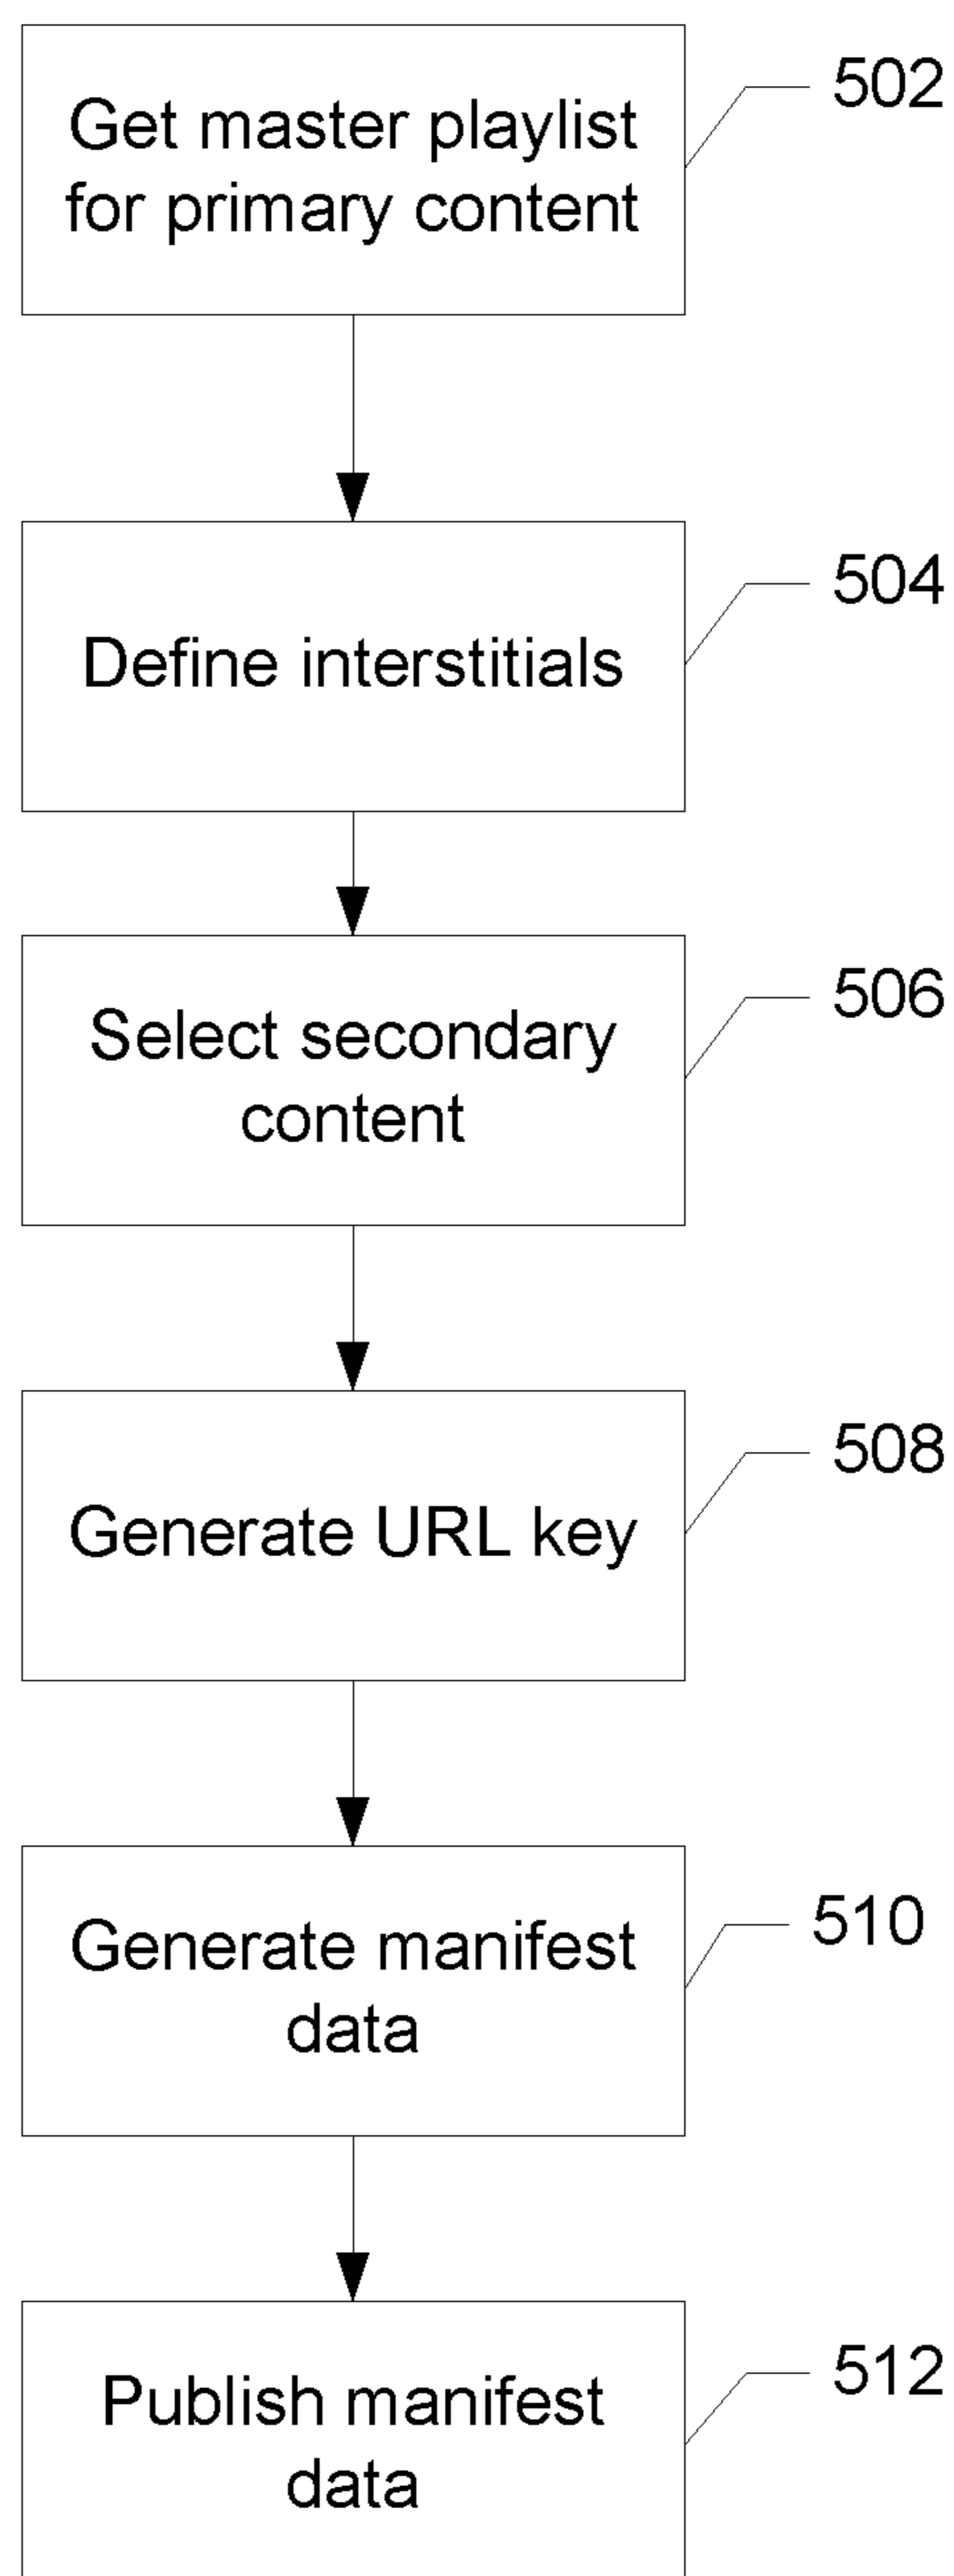 Get master playlist
for primary content
502
Define interstitials
504
Select secondary
content
506
Generate URL key
508
Generate manifest
data
510
Publish manifest
data
512